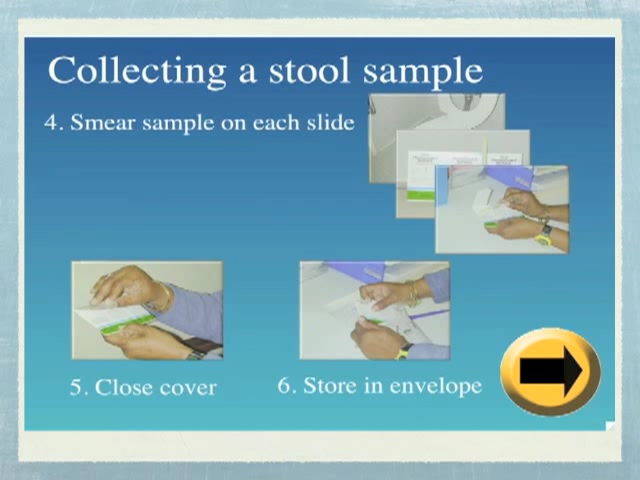 Collecting a stool sample
4. Smear sample on each slide
5. Close cover
6. Store in envelope